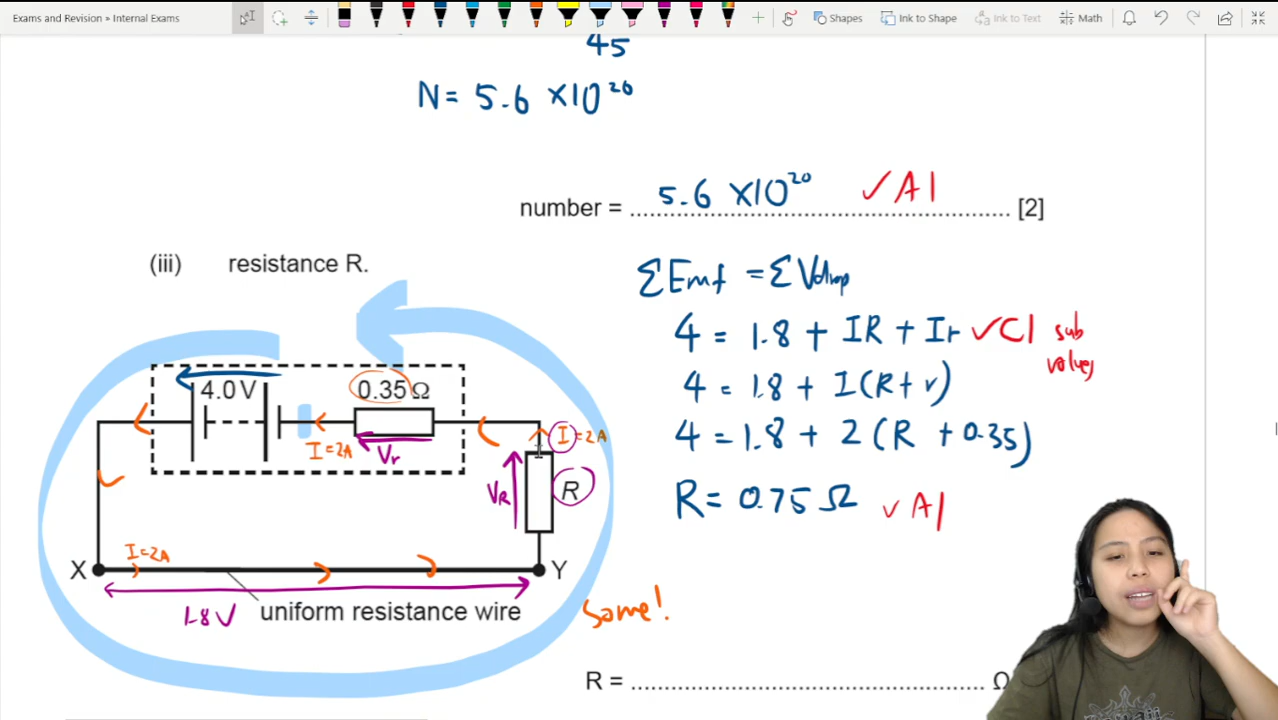 Exams and Revision » Internal Exams
Shapes
Ink to Shape
Ink to Text
Math
45
N = 5.6 ×10²⁰
number = 5.6 ×10²⁰ ✓A1 [2]
(iii) resistance R.
ΣEmf = ΣVdrop
4 = 1.8 + IR + Ir ✓C1 sub values
4 = 1.8 + I(R+r)
4 = 1.8 + 2(R + 0.35)
R = 0.75 Ω ✓A1
4.0 V
0.35 Ω
I=2A
Vr
I=2A
VR
R
I=2A
X
Y
1.8V
uniform resistance wire
Same!
R = Ω